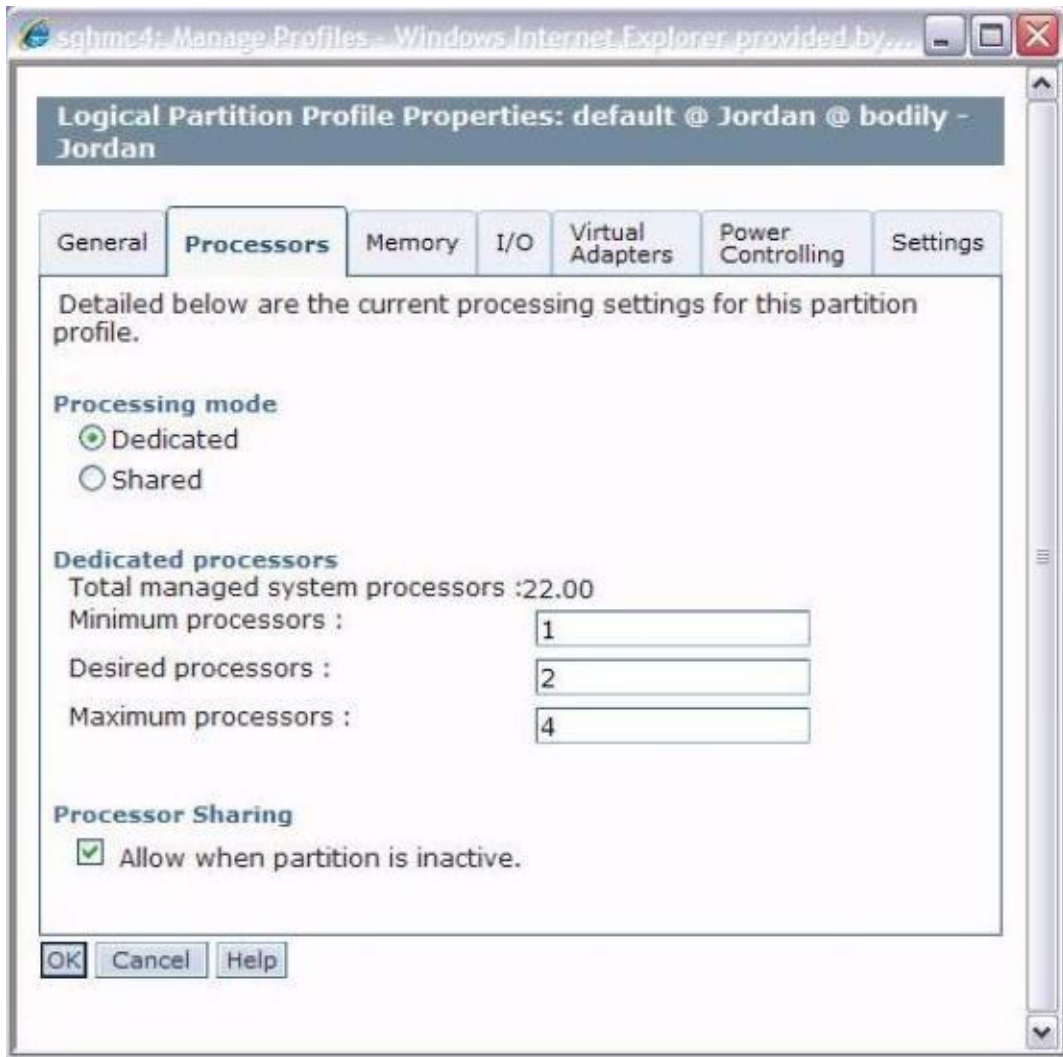 sqhmc4: Manage Profiles - Windows Internet Explorer provided by...
Logical Partition Profile Properties: default @ Jordan @ bodily -
Jordan
General
Processors
Memory
I/O
Virtual
Adapters
Power
Controlling
Settings
Detailed below are the current processing settings for this partition
profile.
Processing mode
Dedicated
Shared
Dedicated processors
Total managed system processors :22.00
Minimum processors : 1
Desired processors : 2
Maximum processors : 4
Processor Sharing
Allow when partition is inactive.
OK Cancel Help